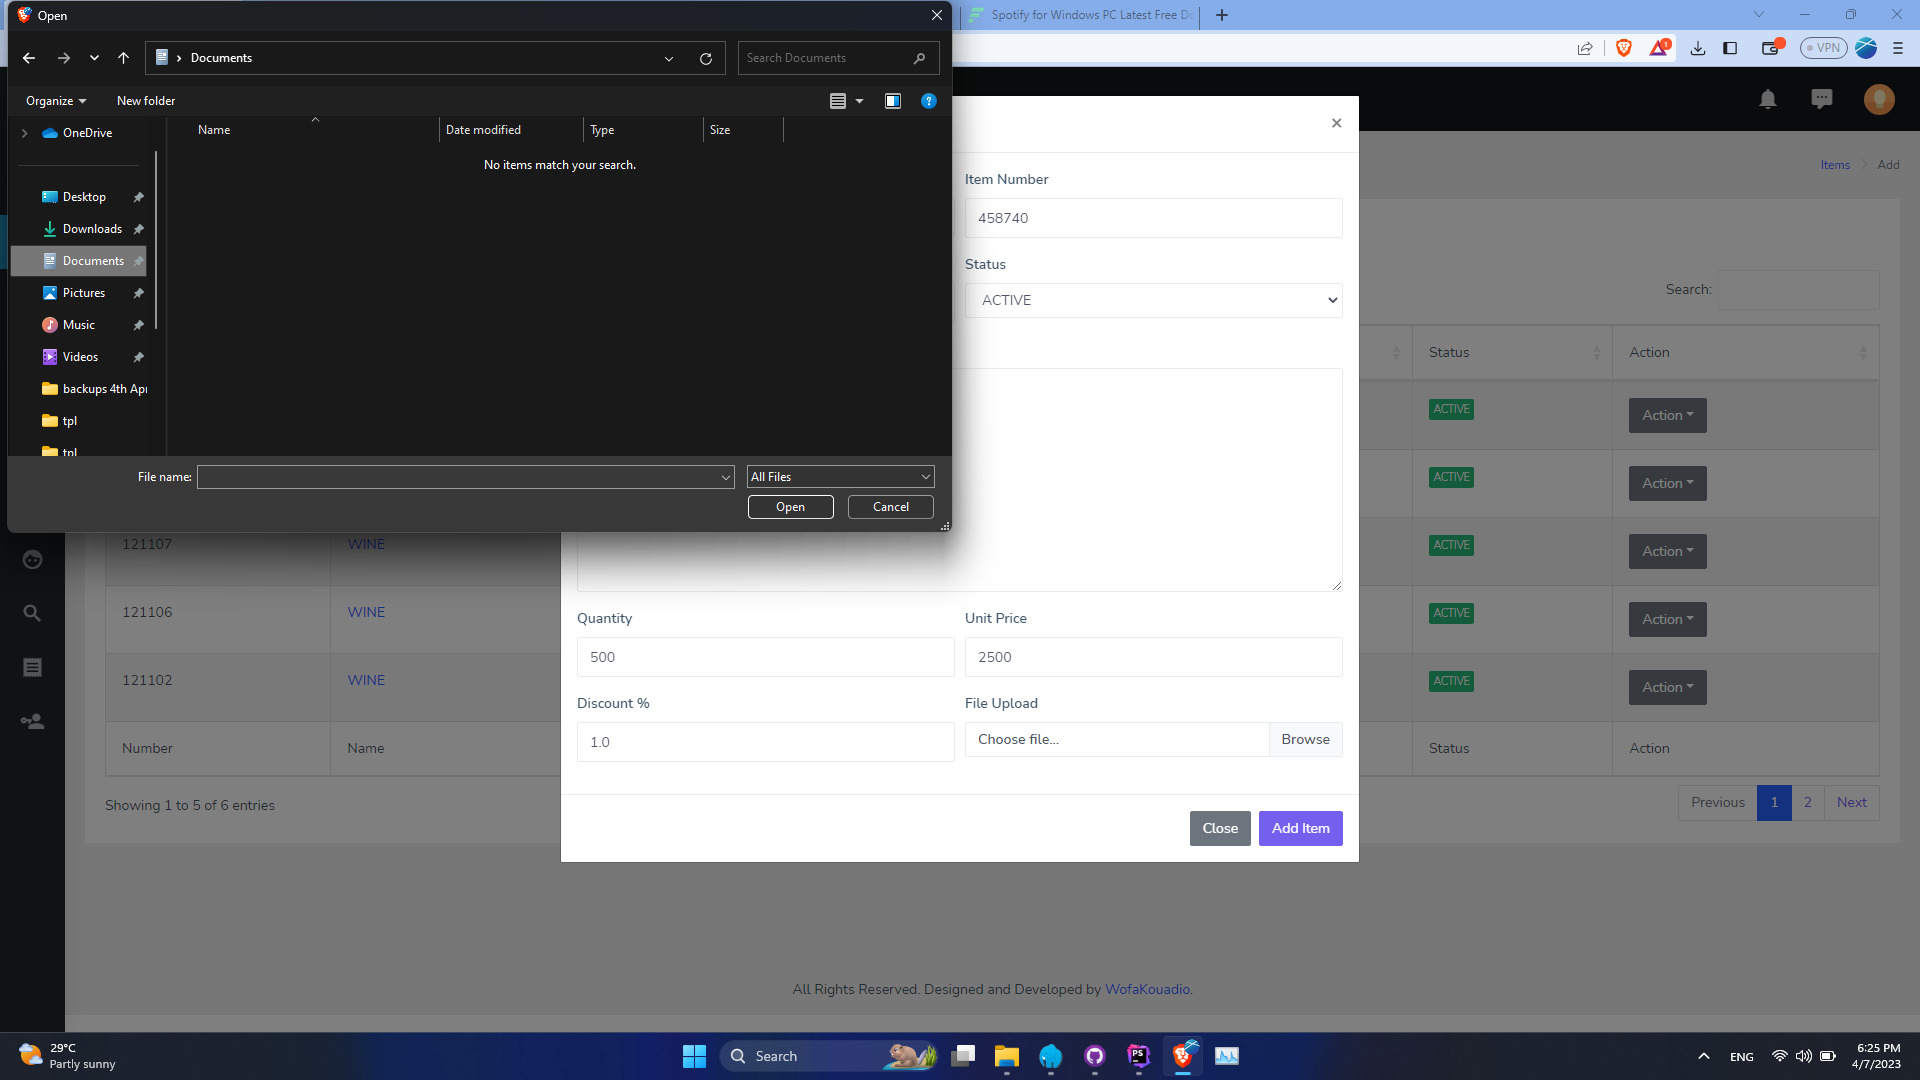 Open
Spotify for Windows PC Latest Free Do
VPN
Documents
Search Documents
Organize
New folder
OneDrive
Name
Date modified
Type
Size
No items match your search.
Desktop
Downloads
Documents
Pictures
Music
Videos
backups 4th Apr
tpl
tpl
File name:
All Files
Open
Cancel
Items
Add
Item Number
458740
Status
ACTIVE
Search:
Status
Action
ACTIVE
Action
ACTIVE
Action
121107
WINE
ACTIVE
Action
121106
WINE
ACTIVE
Action
121102
WINE
ACTIVE
Action
Number
Name
Status
Action
Quantity
Unit Price
500
2500
Discount %
File Upload
1.0
Choose file...
Browse
Showing 1 to 5 of 6 entries
Previous
1
2
Next
Close
Add Item
All Rights Reserved. Designed and Developed by WofaKouadio.
29°C
Partly sunny
Search
PS
ENG
6:25 PM
4/7/2023